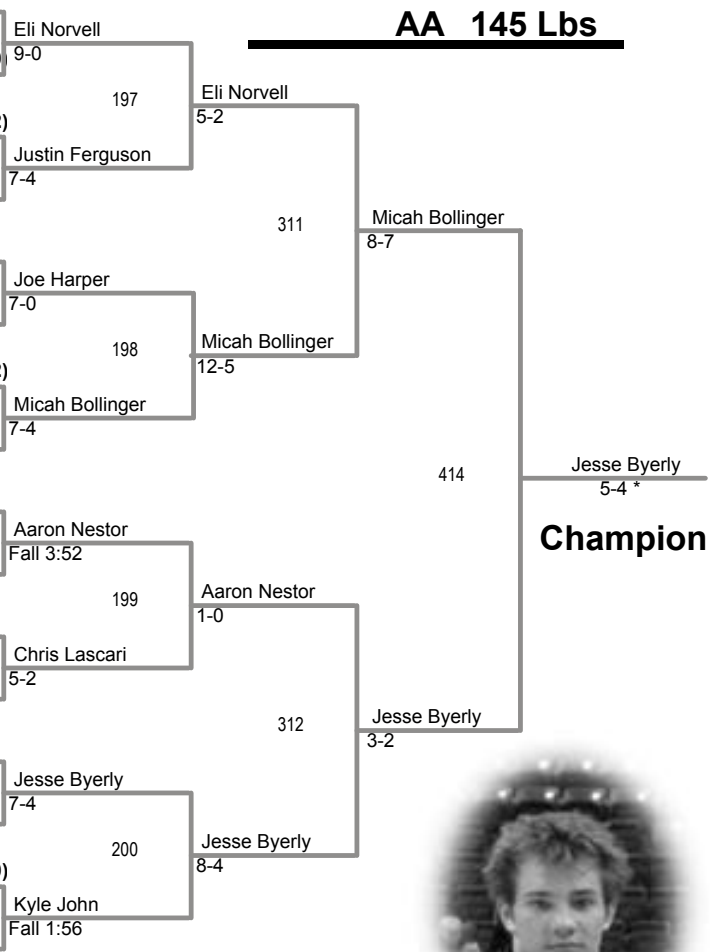 AA 145 Lbs
Eli Norvell
9-0
197
Eli Norvell
5-2
Justin Ferguson
7-4
311
Micah Bollinger
8-7
Joe Harper
7-0
198
Micah Bollinger
12-5
Micah Bollinger
7-4
414
Jesse Byerly
5-4 *
Champion
Aaron Nestor
Fall 3:52
199
Aaron Nestor
1-0
Chris Lascari
5-2
312
Jesse Byerly
3-2
Jesse Byerly
7-4
200
Jesse Byerly
8-4
Kyle John
Fall 1:56